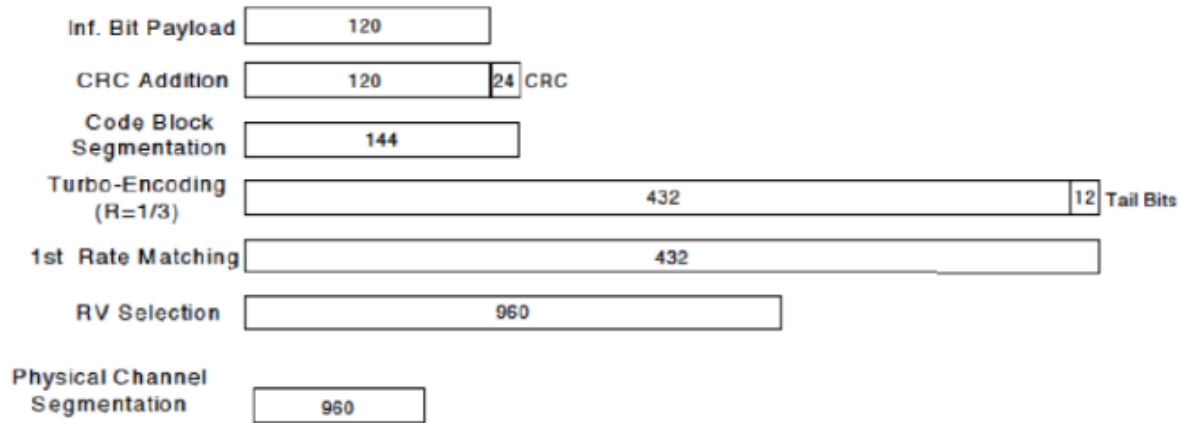 Inf. Bit Payload 120
CRC Addition 120 24 CRC
Code Block
Segmentation 144
Turbo-Encoding
(R=1/3) 432 12 Tail Bits
1st Rate Matching 432
RV Selection 960
Physical Channel
Segmentation 960